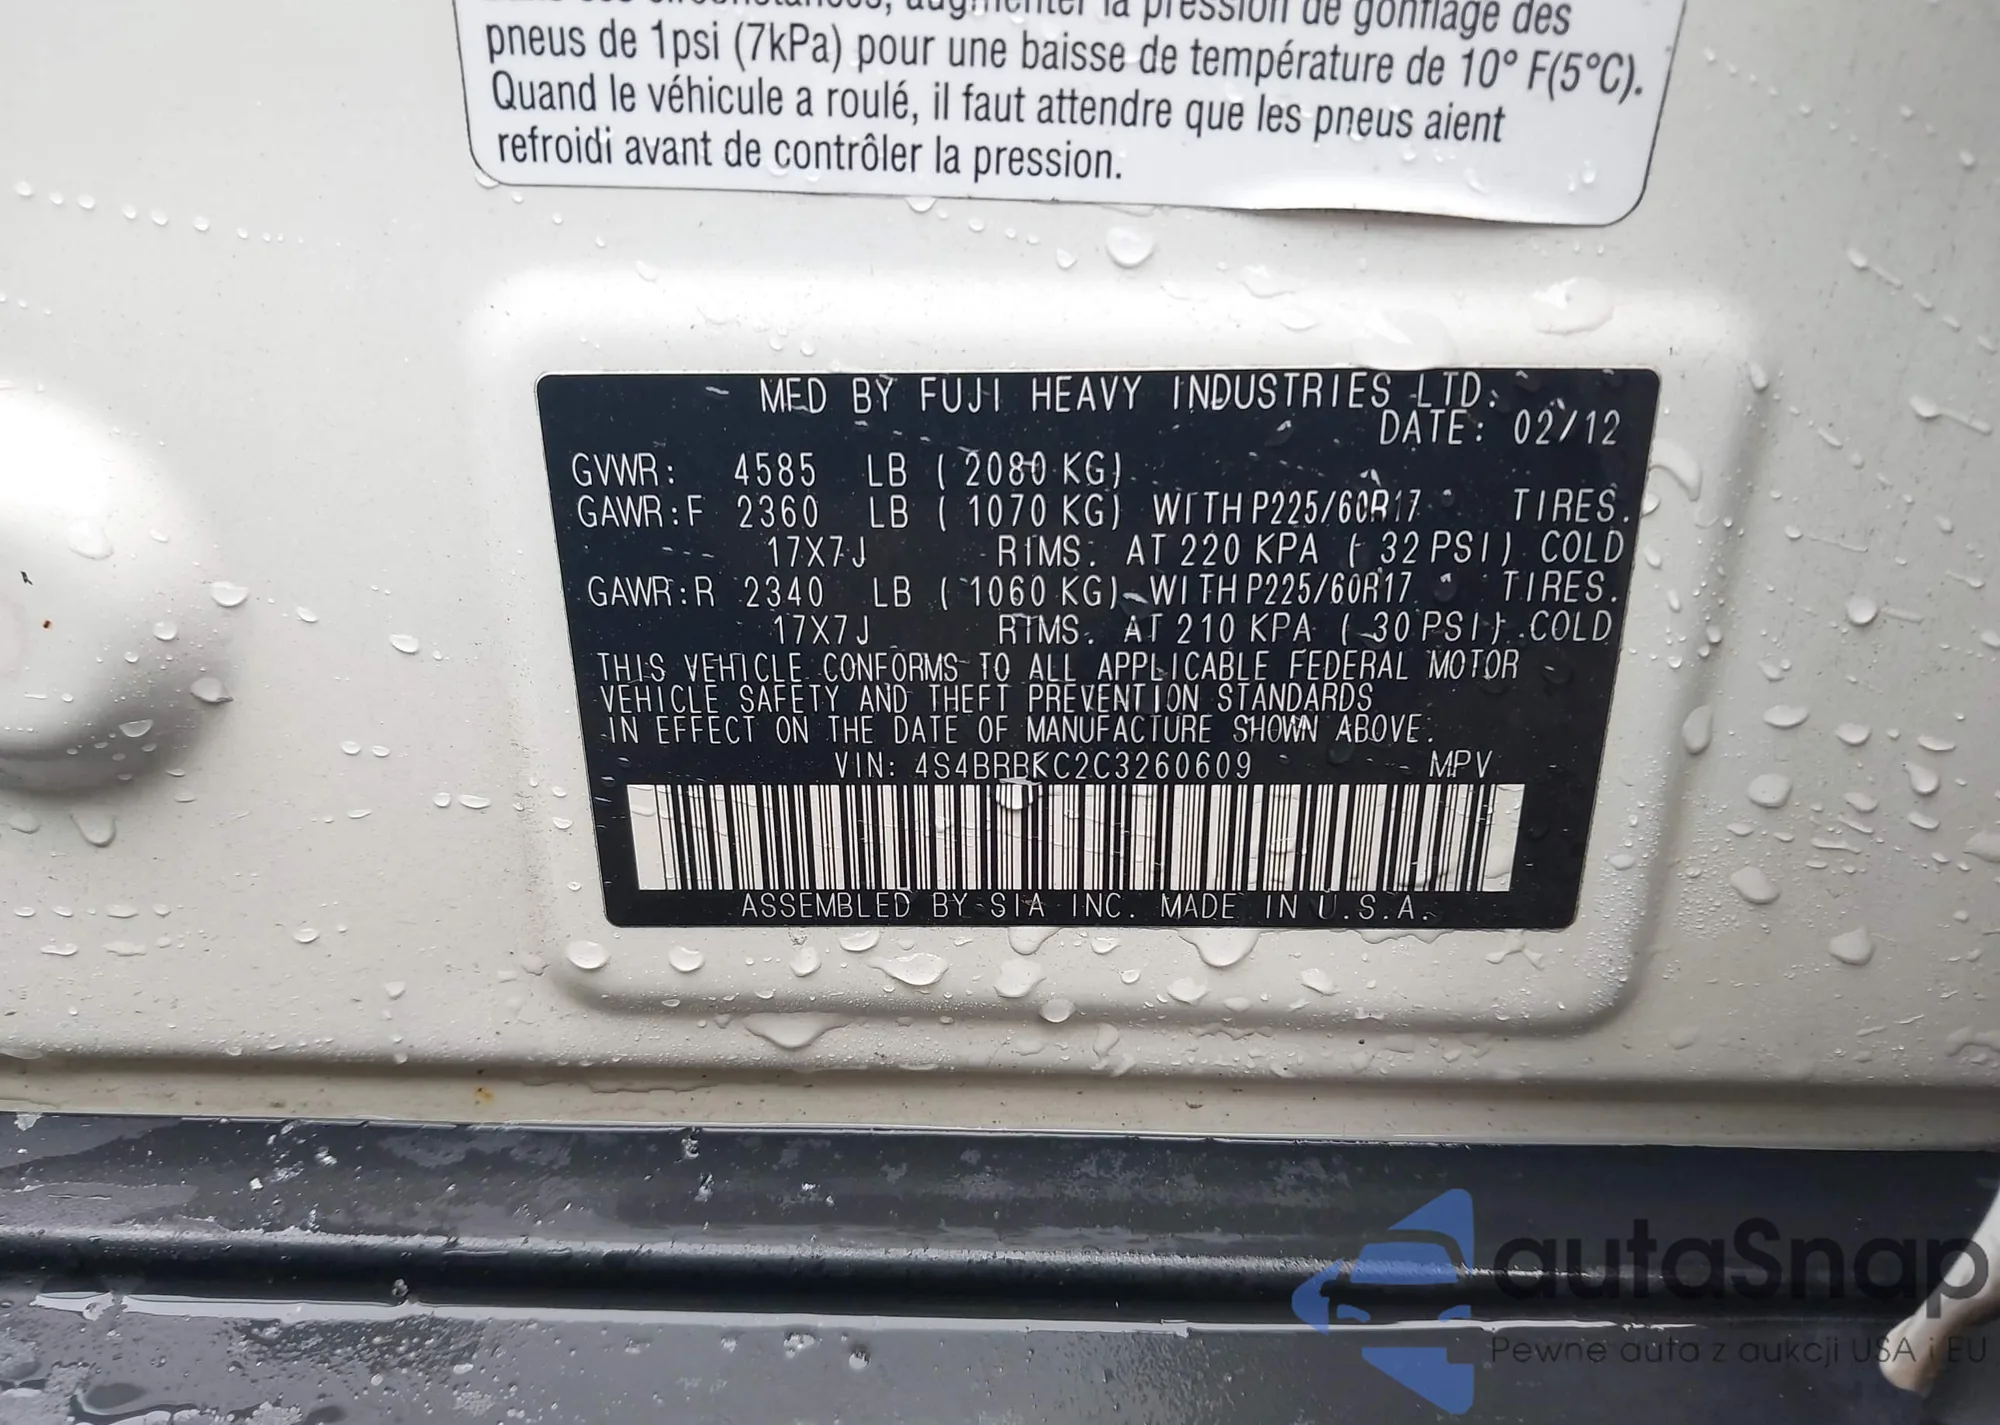 augmenter la pression de gonflage des
pneus de 1psi (7kPa) pour une baisse de température de 10° F(5°C).
Quand le véhicule a roulé, il faut attendre que les pneus aient
refroidi avant de contrôler la pression.
MFD BY FUJI HEAVY INDUSTRIES LTD.
DATE: 02/12
GVWR: 4585 LB ( 2080 KG)
GAWR:F 2360 LB ( 1070 KG) WITH P225/60R17 TIRES.
17X7J RIMS. AT 220 KPA ( 32 PSI) COLD
GAWR:R 2340 LB ( 1060 KG) WITH P225/60R17 TIRES.
17X7J RIMS. AT 210 KPA ( 30 PSI) COLD
THIS VEHICLE CONFORMS TO ALL APPLICABLE FEDERAL MOTOR
VEHICLE SAFETY AND THEFT PREVENTION STANDARDS
IN EFFECT ON THE DATE OF MANUFACTURE SHOWN ABOVE.
VIN: 4S4BRBKC2C3260609 MPV
ASSEMBLED BY SIA INC. MADE IN U.S.A.
autaSnap
Pewne auta z aukcji USA i EU